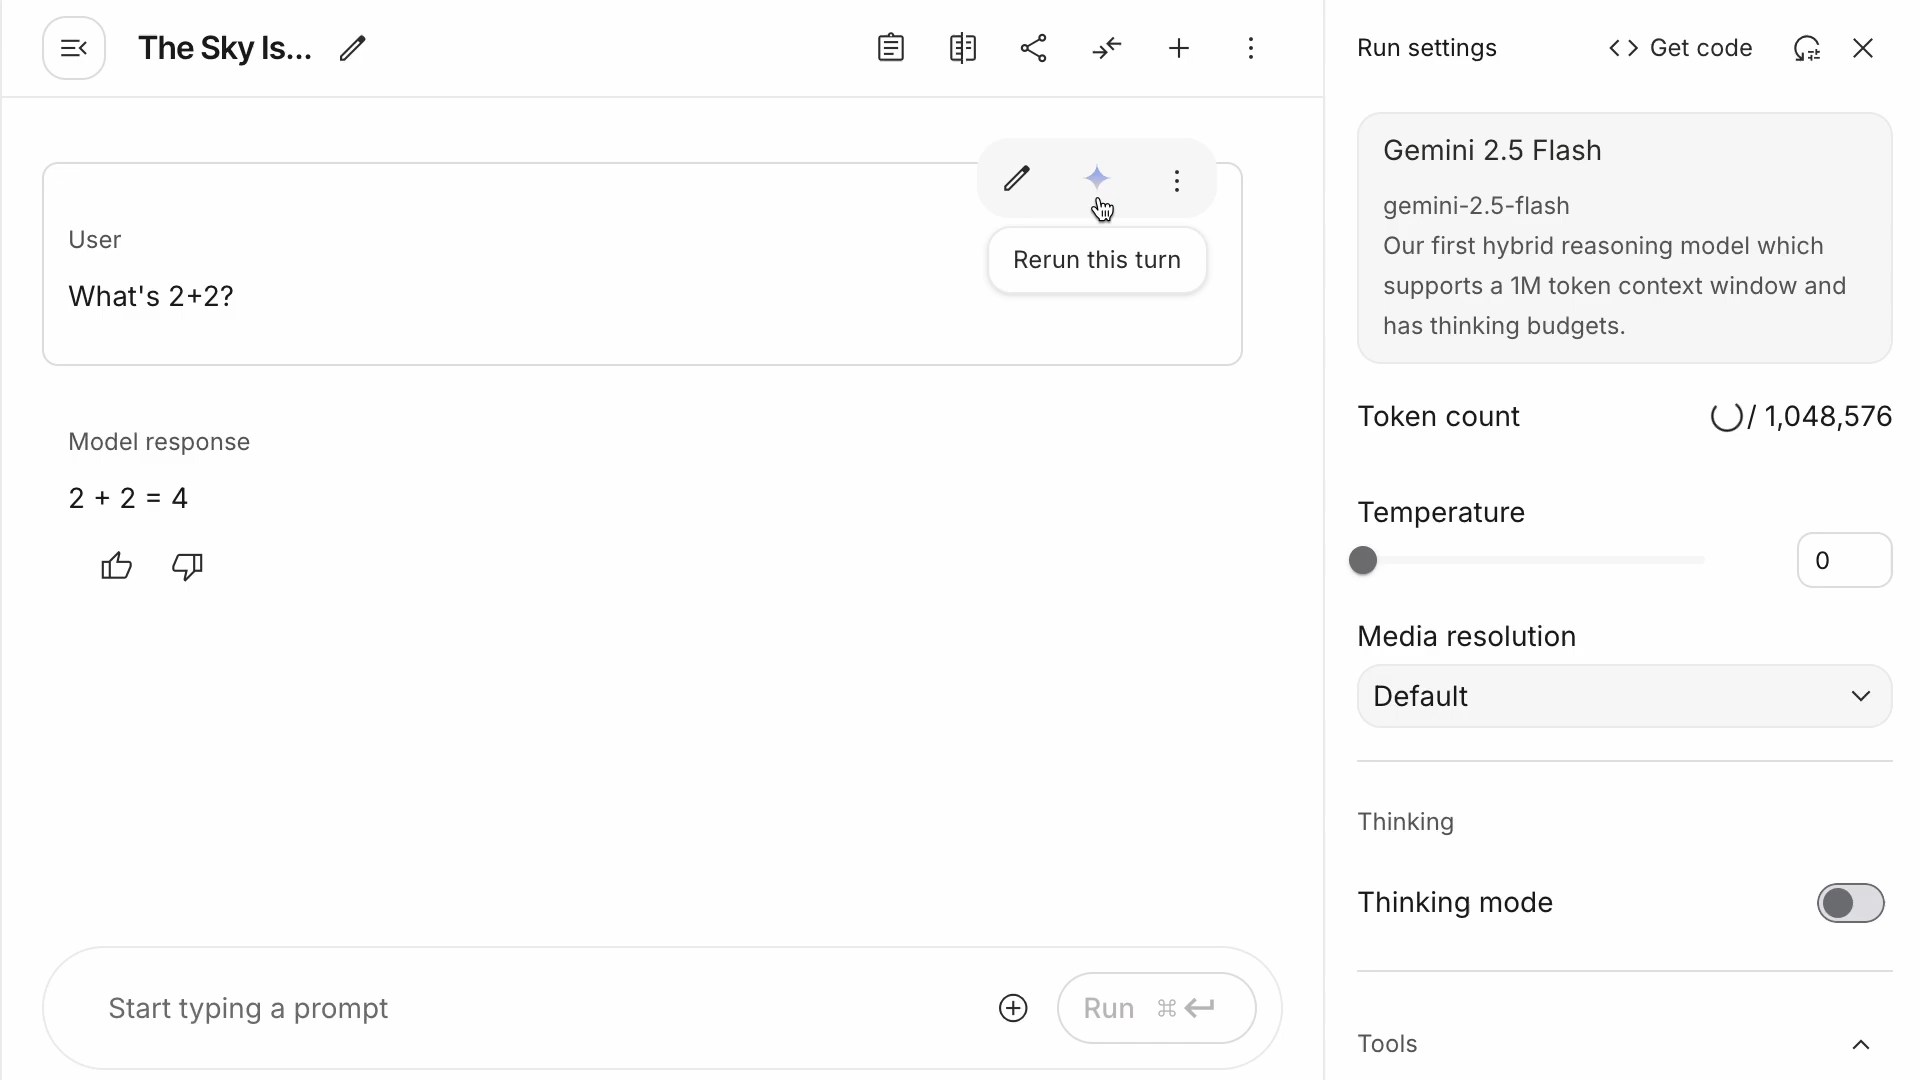 The Sky Is...
Rerun this turn
User
What's 2+2?
Model response
2 + 2 = 4
Start typing a prompt
Run ⌘
Run settings
<> Get code
Gemini 2.5 Flash
gemini-2.5-flash
Our first hybrid reasoning model which
supports a 1M token context window and
has thinking budgets.
Token count / 1,048,576
Temperature
0
Media resolution
Default
Thinking
Thinking mode
Tools